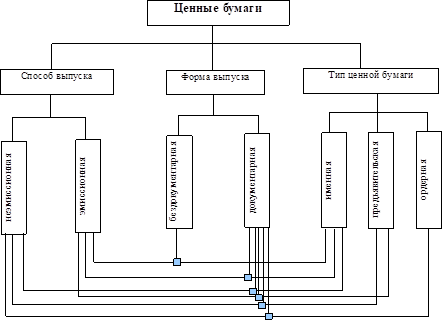 Ценные бумаги
Способ выпуска
Форма выпуска
Тип ценной бумаги
неэмиссионная
эмиссионная
бездокументарная
документарная
именная
предъявительская
ордерная